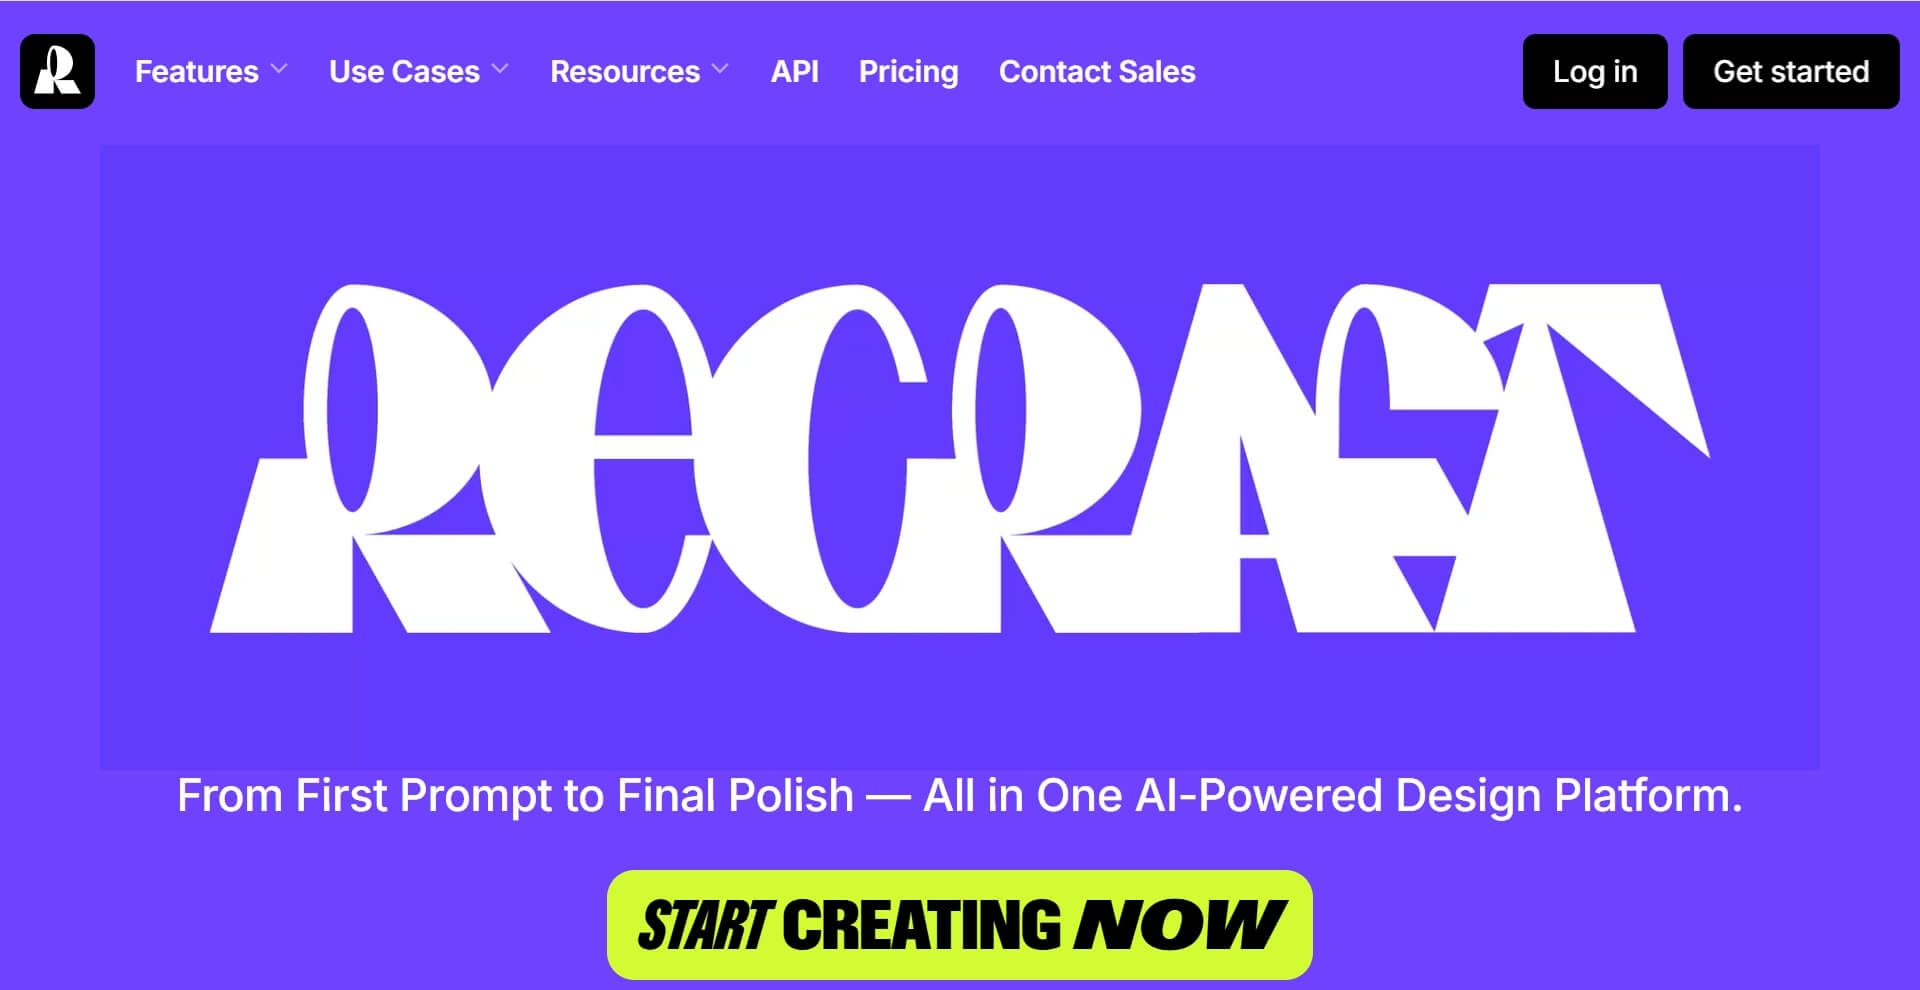 R Features Use Cases Resources API Pricing Contact Sales Log in Get started
RECRAFT
From First Prompt to Final Polish — All in One AI-Powered Design Platform.
START CREATING NOW